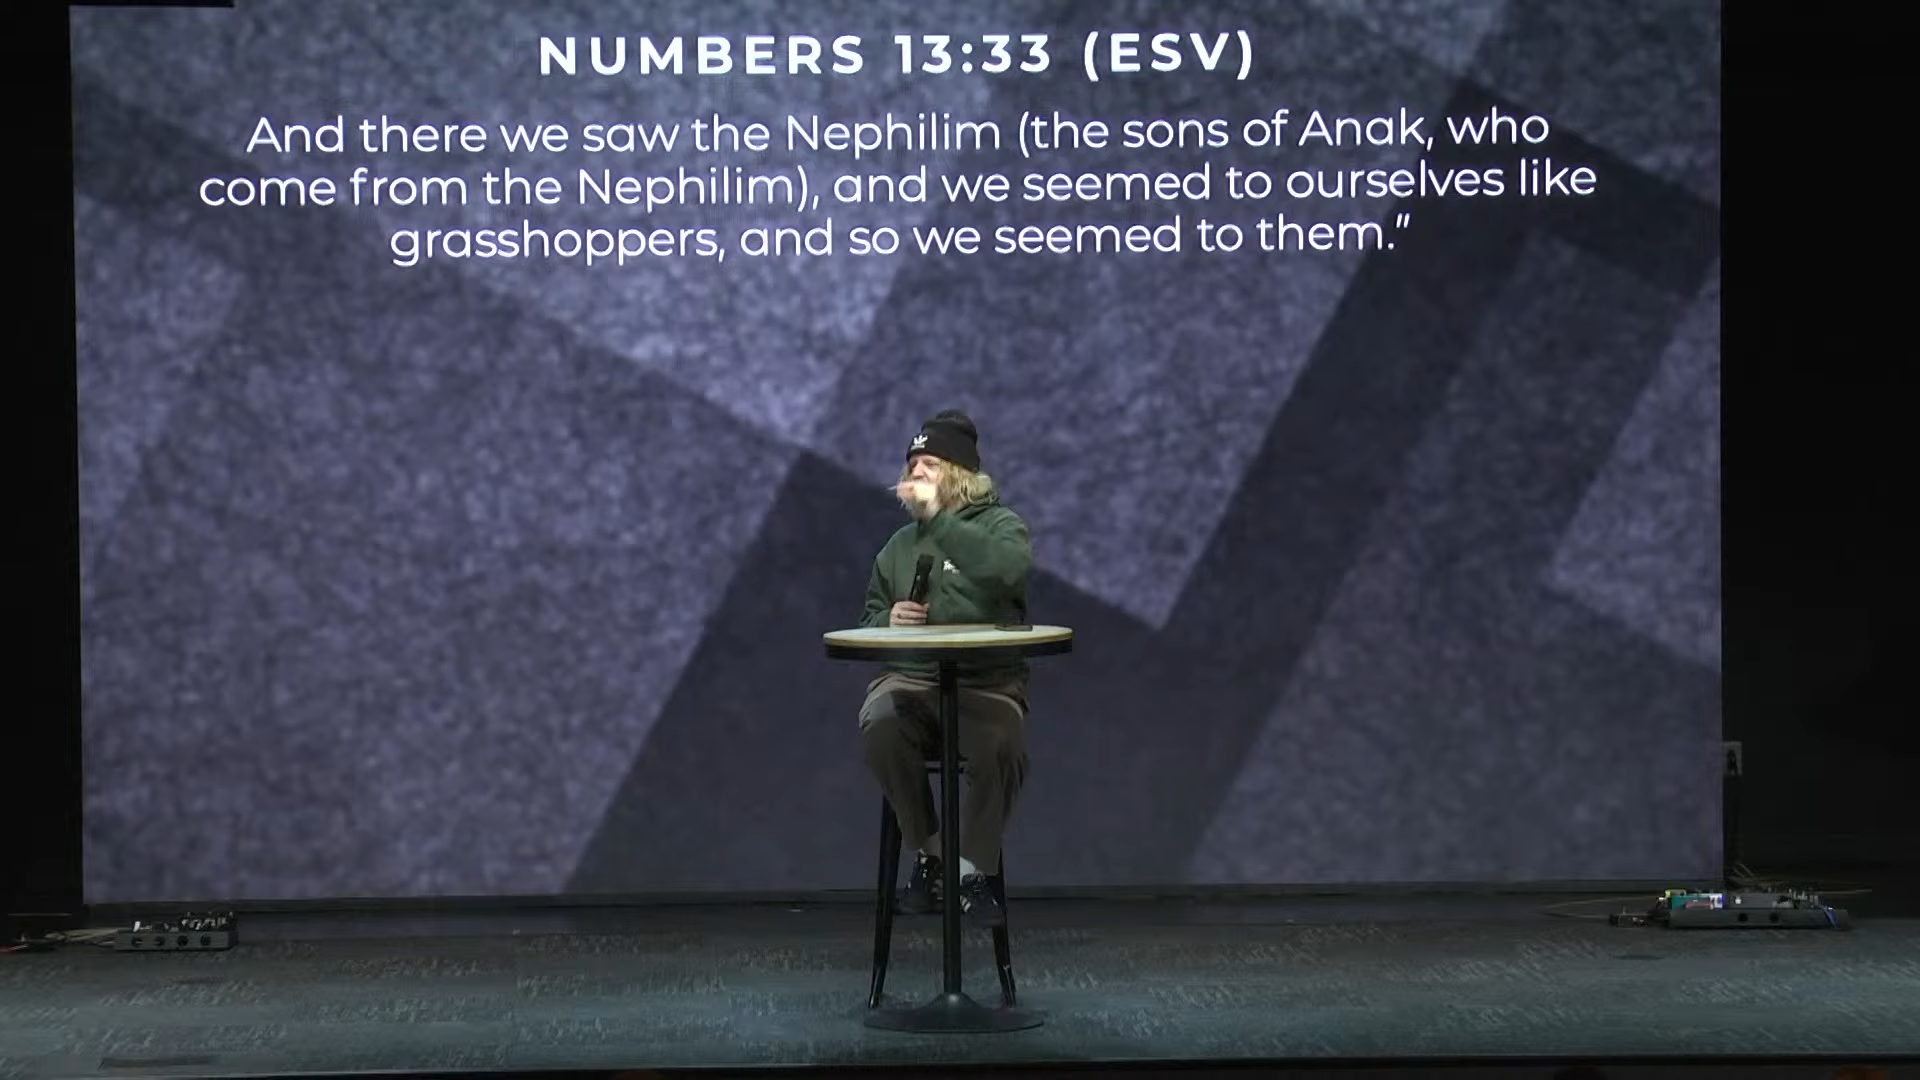 NUMBERS 13:33 (ESV)
And there we saw the Nephilim (the sons of Anak, who
come from the Nephilim), and we seemed to ourselves like
grasshoppers, and so we seemed to them.”